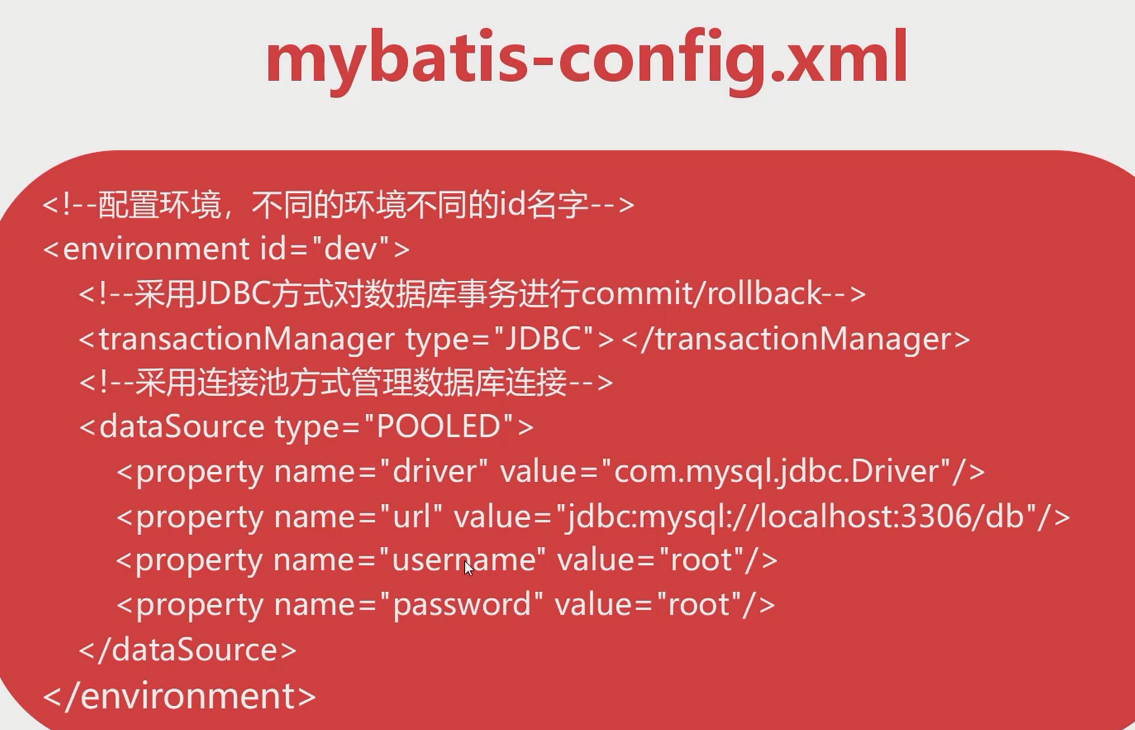 mybatis-config.xml
<!--配置环境，不同的环境不同的id名字-->
<environment id="dev">
<!--采用JDBC方式对数据库事务进行commit/rollback-->
<transactionManager type="JDBC"></transactionManager>
<!--采用连接池方式管理数据库连接-->
<dataSource type="POOLED">
<property name="driver" value="com.mysql.jdbc.Driver"/>
<property name="url" value="jdbc:mysql://localhost:3306/db"/>
<property name="username" value="root"/>
<property name="password" value="root"/>
</dataSource>
</environment>